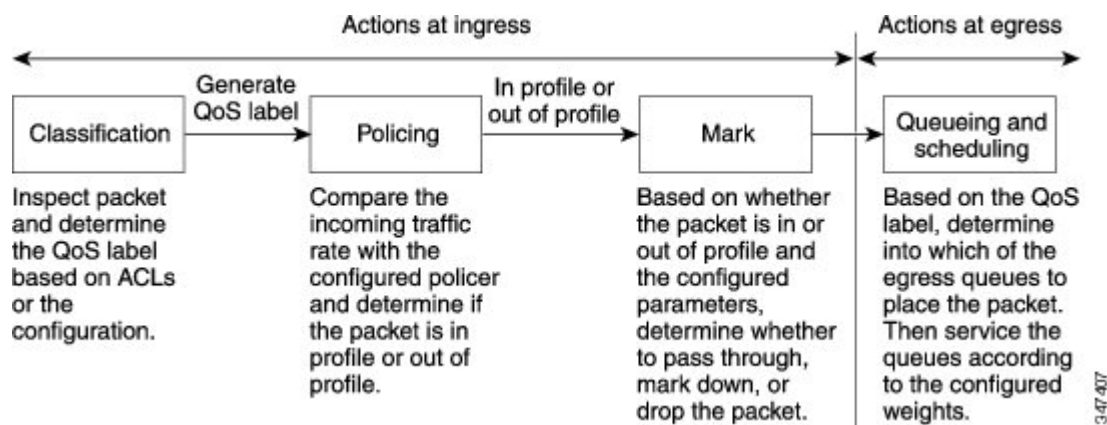 Actions at ingress
Actions at egress
Generate
QoS label
In profile or
out of profile
Classification
Policing
Mark
Queueing and
scheduling
Inspect packet
and determine
the QoS label
based on ACLs
or the
configuration.
Compare the
incoming traffic
rate with the
configured policer
and determine if
the packet is in
profile or out of
profile.
Based on whether
the packet is in or
out of profile and
the configured
parameters,
determine whether
to pass through,
mark down, or
drop the packet.
Based on the QoS
label, determine
into which of the
egress queues to
place the packet.
Then service the
queues according
to the configured
weights.
347407